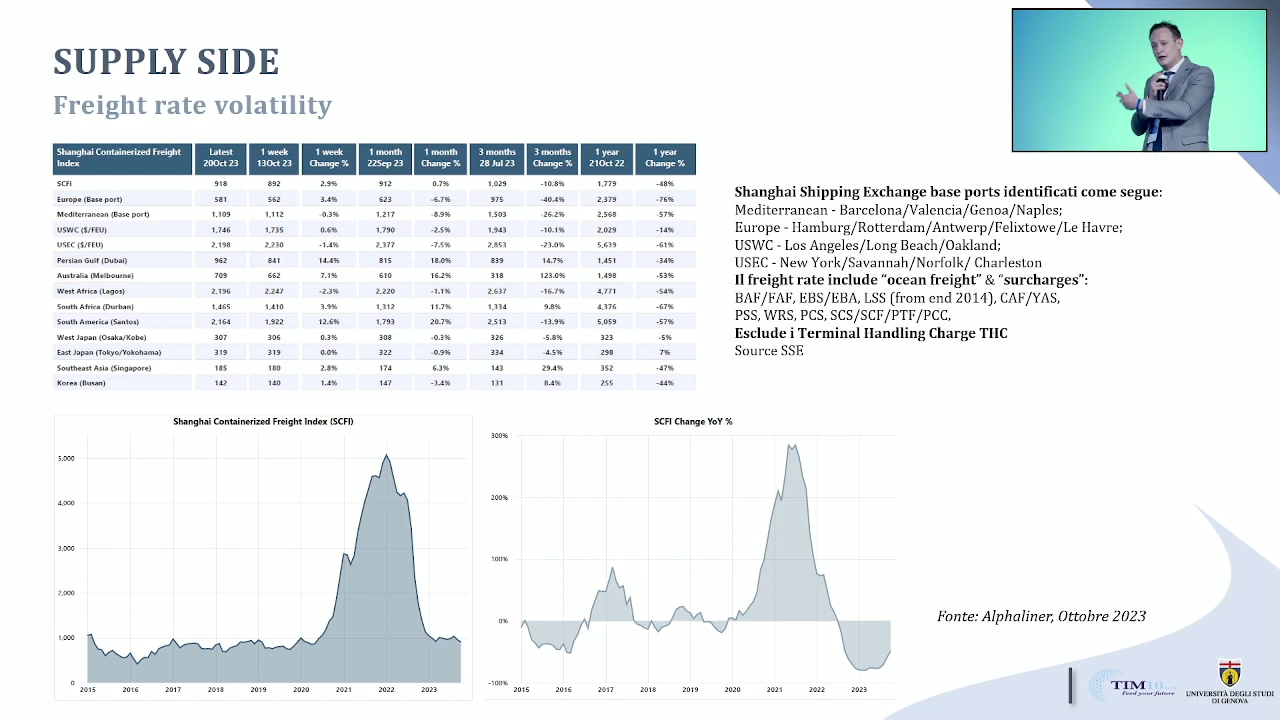 SUPPLY SIDE
Freight rate volatility
Shanghai Containerized Freight Index | Latest 20Oct 23 | 1 week 13Oct 23 | 1 week Change % | 1 month 22Sep 23 | 1 month Change % | 3 months 28 Jul 23 | 3 months Change % | 1 year 21Oct 22 | 1 year Change %
SCFI 918 892 2.9% 912 0.7% 1,029 -10.8% 1,779 -48%
Europe (Base port) 581 562 3.4% 623 -6.7% 975 -40.4% 2,379 -76%
Mediterranean (Base port) 1,109 1,112 -0.3% 1,217 -8.9% 1,503 -26.2% 2,568 -57%
USWC ($/FEU) 1,746 1,735 0.6% 1,790 -2.5% 1,943 -10.1% 2,029 -14%
USEC ($/FEU) 2,198 2,230 -1.4% 2,377 -7.5% 2,853 -23.0% 5,639 -61%
Persian Gulf (Dubai) 962 841 14.4% 815 18.0% 839 14.7% 1,451 -34%
Australia (Melbourne) 709 662 7.1% 610 16.2% 318 123.0% 1,498 -53%
West Africa (Lagos) 2,196 2,247 -2.3% 2,220 -1.1% 2,637 -16.7% 4,771 -54%
South Africa (Durban) 1,465 1,410 3.9% 1,312 11.7% 1,334 9.8% 4,376 -67%
South America (Santos) 2,164 1,922 12.6% 1,793 20.7% 2,513 -13.9% 5,059 -57%
West Japan (Osaka/Kobe) 307 306 0.3% 308 -0.3% 326 -5.8% 323 -5%
East Japan (Tokyo/Yokohama) 319 319 0.0% 322 -0.9% 334 -4.5% 298 7%
Southeast Asia (Singapore) 185 180 2.8% 174 6.3% 143 29.4% 352 -47%
Korea (Busan) 142 140 1.4% 147 -3.4% 131 8.4% 255 -44%
Shanghai Shipping Exchange base ports identificati come segue:
Mediterranean - Barcelona/Valencia/Genoa/Naples;
Europe - Hamburg/Rotterdam/Antwerp/Felixtowe/Le Havre;
USWC - Los Angeles/Long Beach/Oakland;
USEC - New York/Savannah/Norfolk/ Charleston
Il freight rate include “ocean freight” & “surcharges”:
BAF/FAF, EBS/EBA, LSS (from end 2014), CAF/YAS,
PSS, WRS, PCS, SCS/SCF/PTF/PCC,
Esclude i Terminal Handling Charge THC
Source SSE
Shanghai Containerized Freight Index (SCFI)
5,000
4,000
3,000
2,000
1,000
0
2015 2016 2017 2018 2019 2020 2021 2022 2023
SCFI Change YoY %
300%
200%
100%
0%
-100%
2015 2016 2017 2018 2019 2020 2021 2022 2023
Fonte: Alphaliner, Ottobre 2023
TIM10
Feed your future
UNIVERSITÀ DEGLI STUDI
DI GENOVA